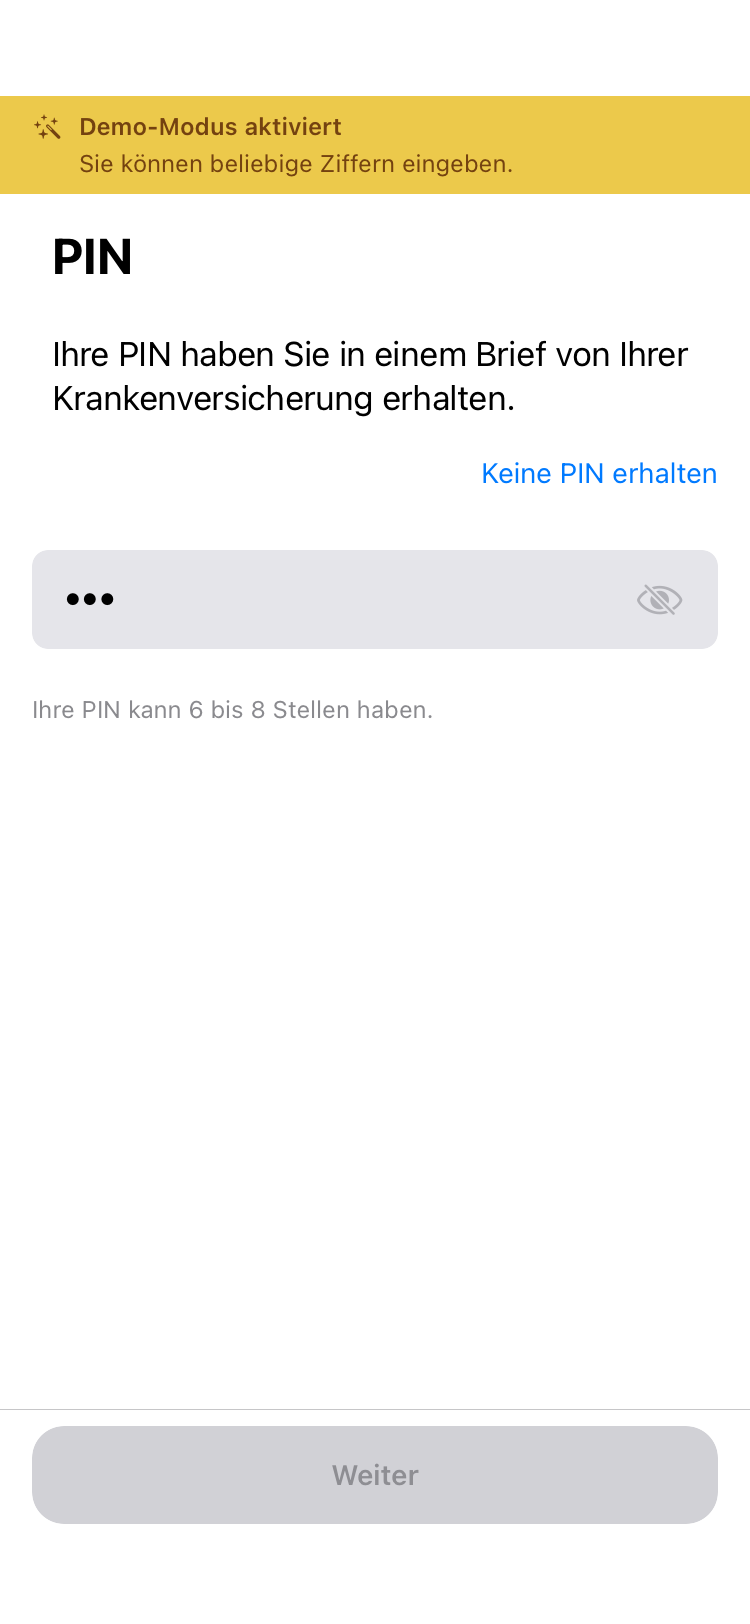 Demo-Modus aktiviert
Sie können beliebige Ziffern eingeben.
PIN
Ihre PIN haben Sie in einem Brief von Ihrer
Krankenversicherung erhalten.
Keine PIN erhalten
•••
Ihre PIN kann 6 bis 8 Stellen haben.
Weiter